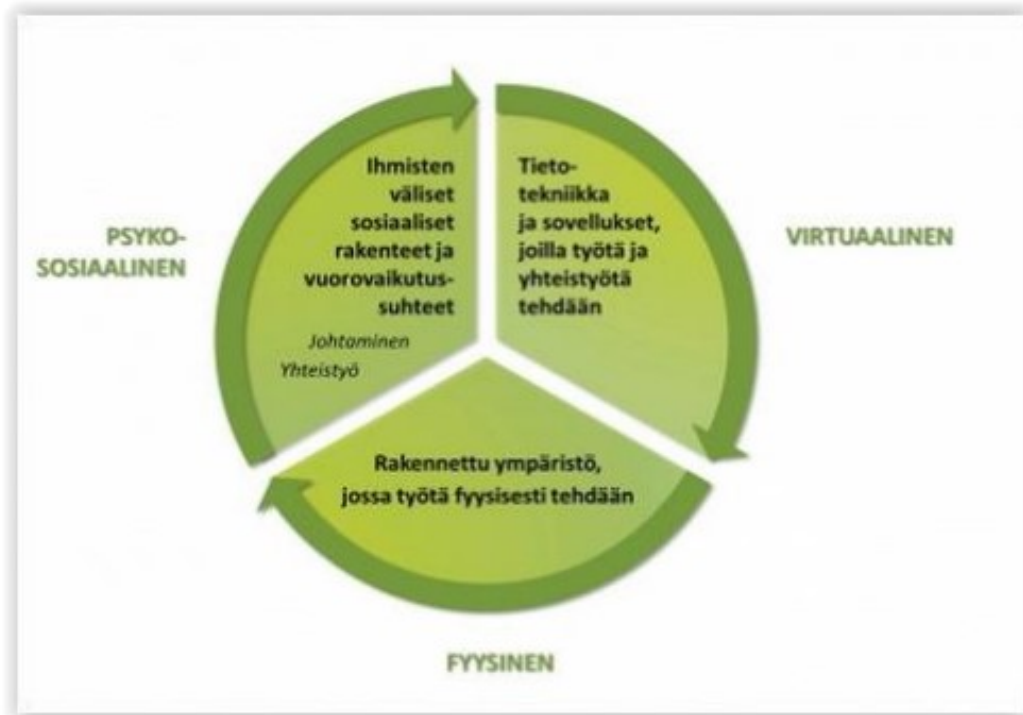 PSYKO-
SOSIAALINEN
Ihmisten
väliset
sosiaaliset
rakenteet ja
vuorovaikutus-
suhteet
Johtaminen
Yhteistyö
Tieto-
tekniikka
ja sovellukset,
joilla työtä ja
yhteistyötä
tehdään
VIRTUAALINEN
Rakennettu ympäristö,
jossa työtä fyysisesti tehdään
FYYSINEN